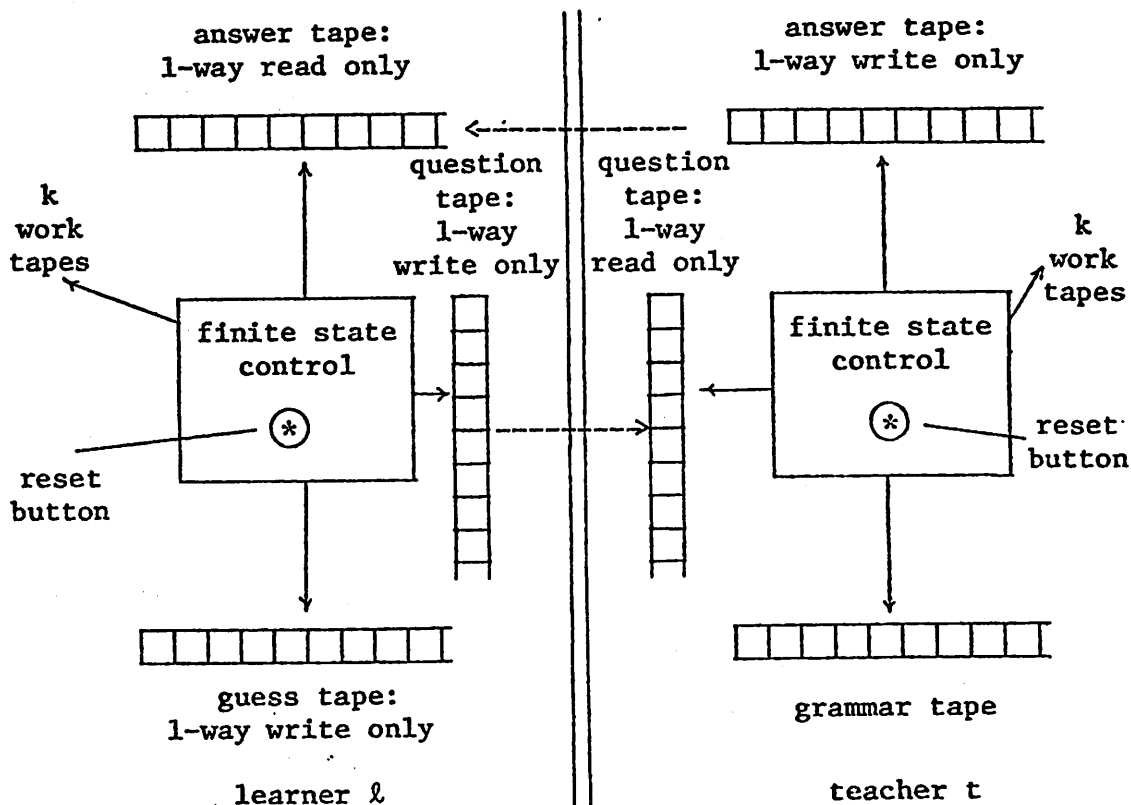 answer tape:
1-way read only
answer tape:
1-way write only
question
tape:
1-way
write only
question
tape:
1-way
read only
k
work
tapes
k
work
tapes
finite state
control
*
finite state
control
*
reset
button
reset
button
guess tape:
1-way write only
grammar tape
learner ℓ
teacher t